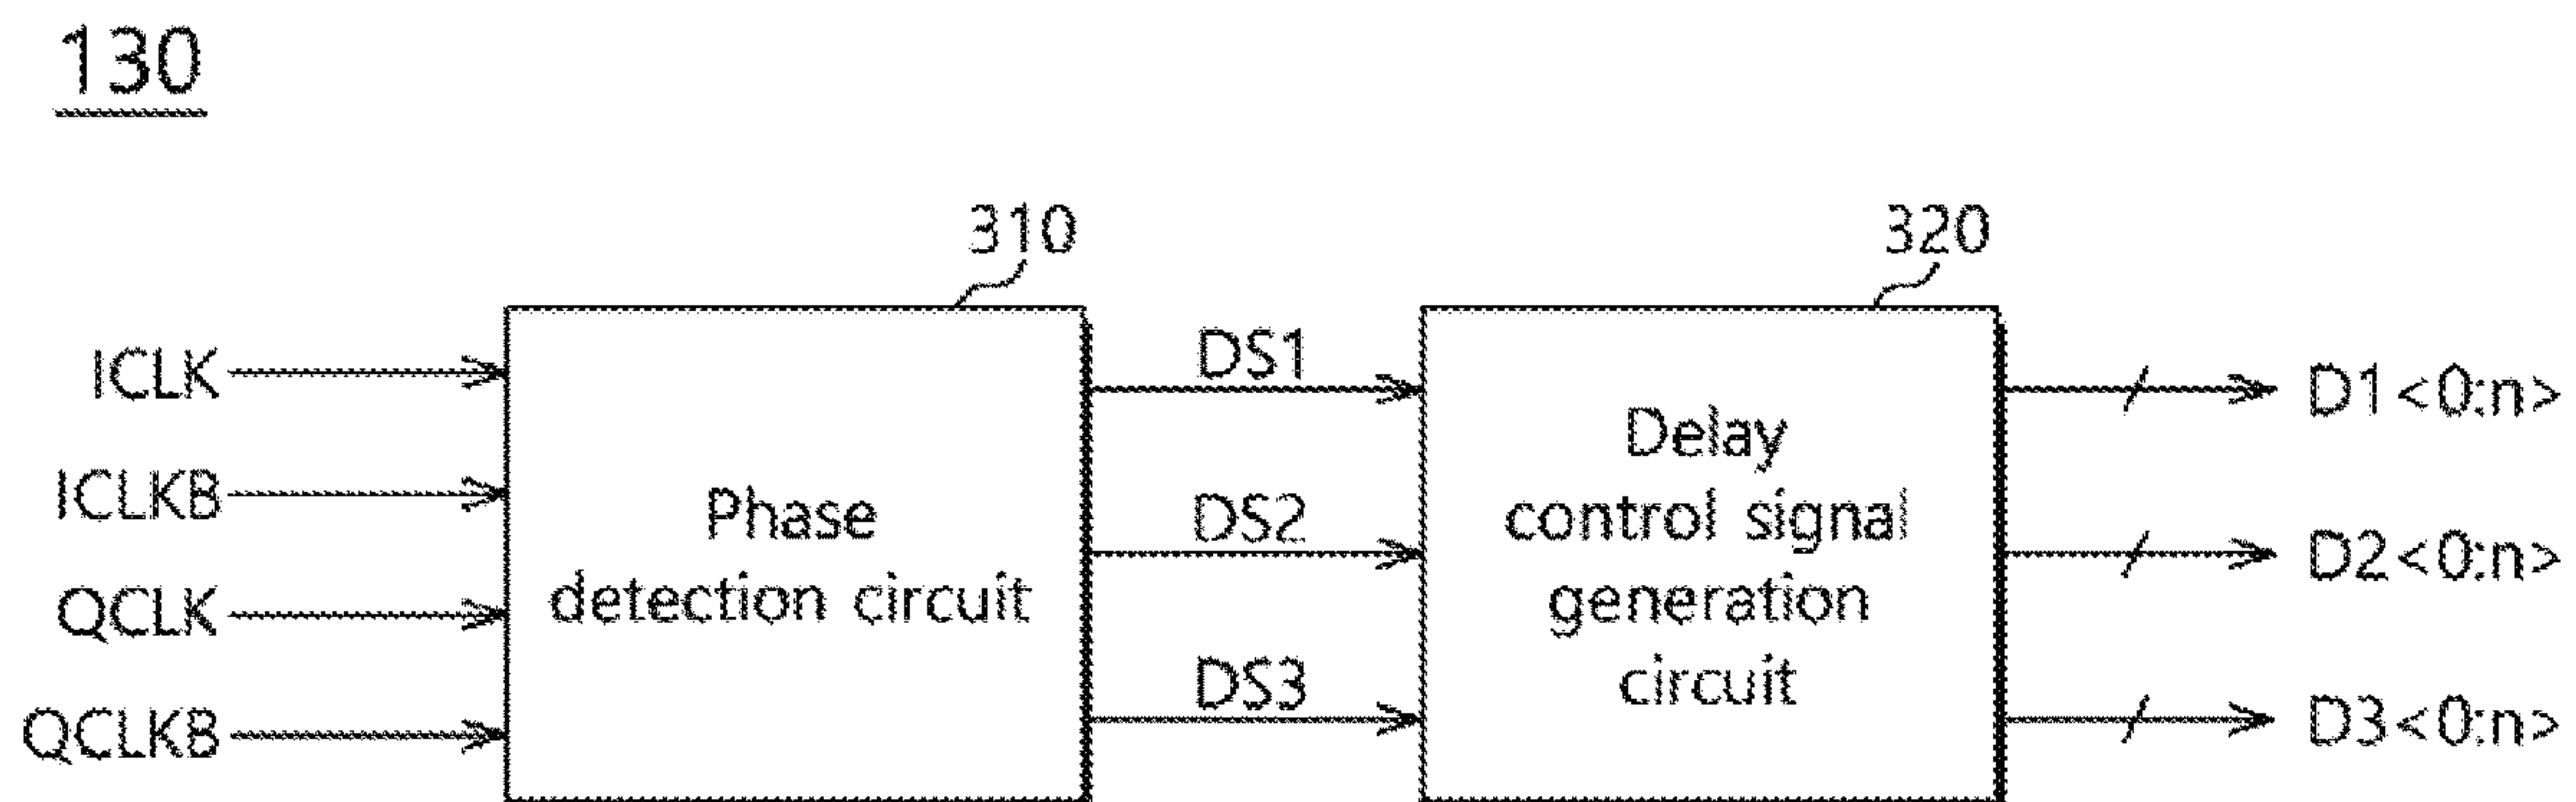 130
310
320
ICLK
ICLKB
QCLK
QCLKB
Phase
detection circuit
DS1
DS2
DS3
Delay
control signal
generation
circuit
D1<0:n>
D2<0:n>
D3<0:n>